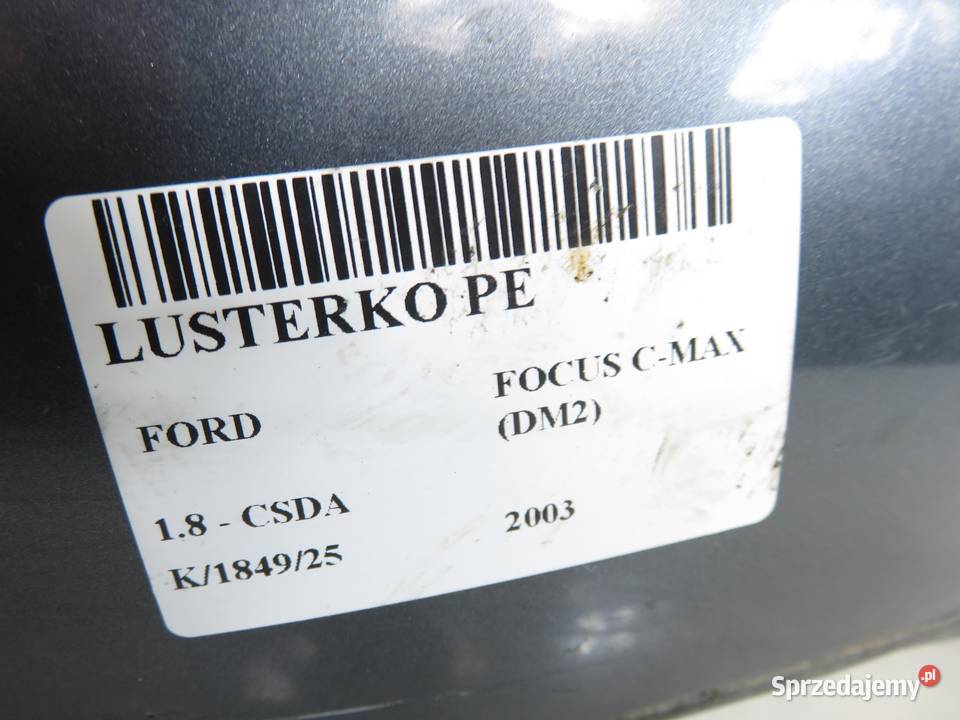 LUSTERKO PE
FORD
FOCUS C-MAX
(DM2)
1.8 - CSDA
2003
K/1849/25
Sprzedajemy.pl